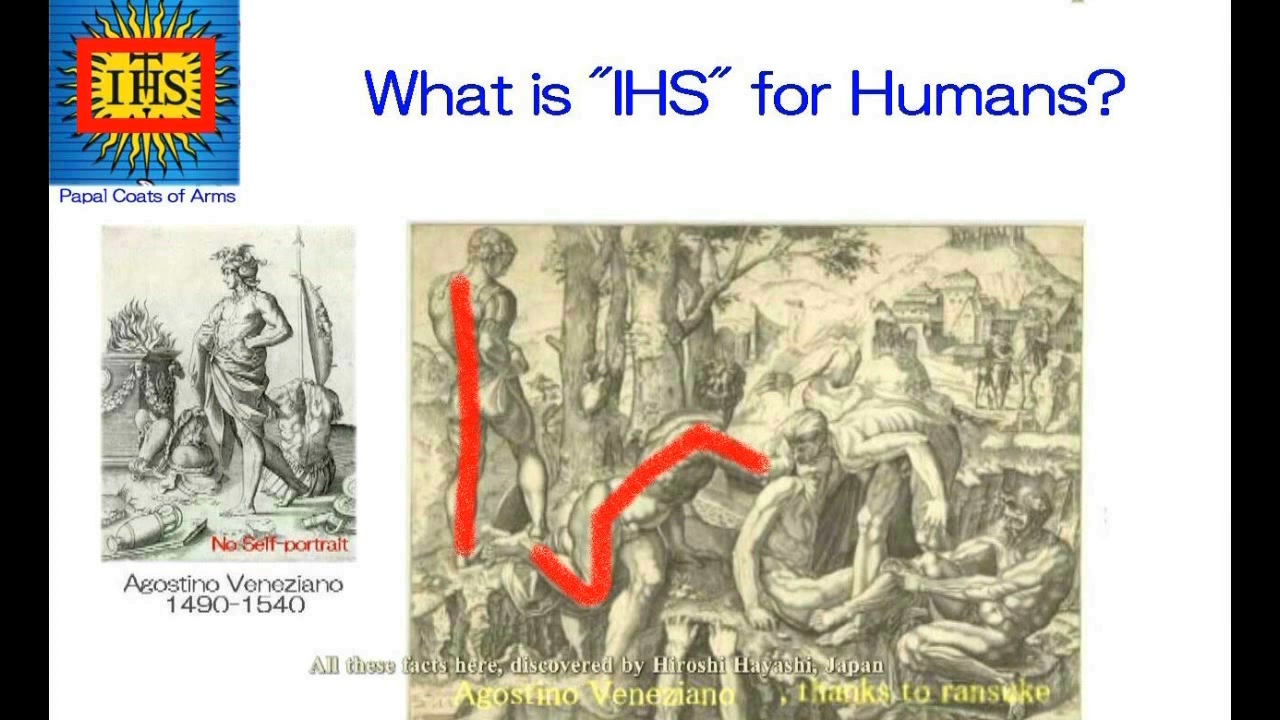 IHS
What is "IHS" for Humans?
Papal Coats of Arms
No Self-portrait
Agostino Veneziano
1490-1540
All these facts here, discovered by Hiroshi Hayashi, Japan
Agostino Veneziano , thanks to ransuke